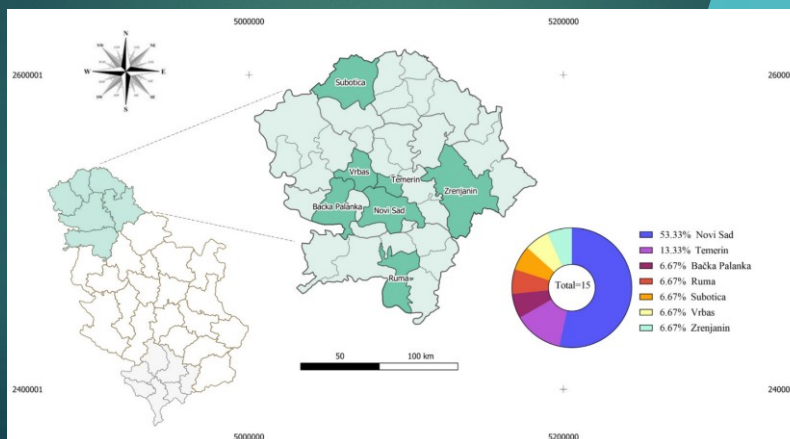 5000000
5200000
2600001
26000
N
W
E
S
Subotica
Vrbas
Temerin
Zrenjanin
Bačka Palanka
Novi Sad
Ruma
Total=15
53.33% Novi Sad
13.33% Temerin
6.67% Bačka Palanka
6.67% Ruma
6.67% Subotica
6.67% Vrbas
6.67% Zrenjanin
50
100 km
2400001
24000
5000000
5200000